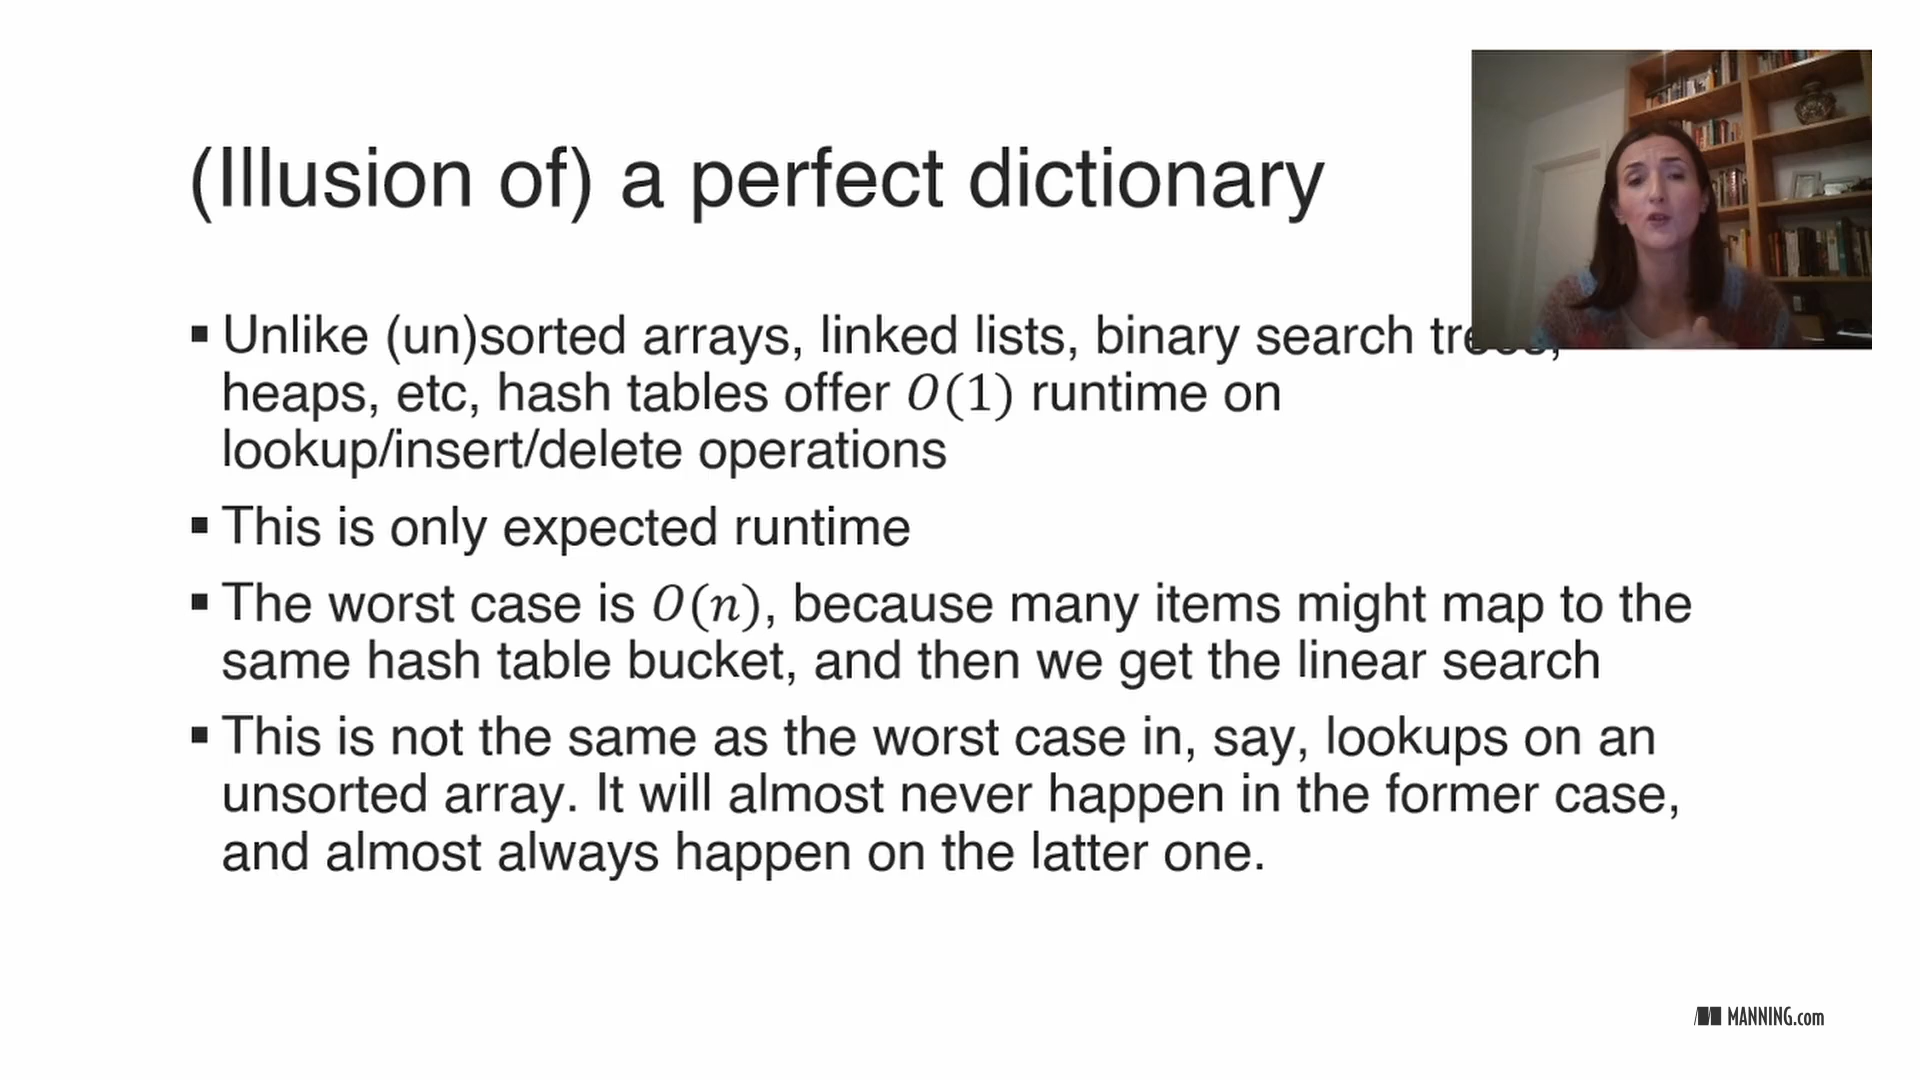 (Illusion of) a perfect dictionary
▪ Unlike (un)sorted arrays, linked lists, binary search trees,
heaps, etc, hash tables offer O(1) runtime on
lookup/insert/delete operations
▪ This is only expected runtime
▪ The worst case is O(n), because many items might map to the
same hash table bucket, and then we get the linear search
▪ This is not the same as the worst case in, say, lookups on an
unsorted array. It will almost never happen in the former case,
and almost always happen on the latter one.
MANNING.com